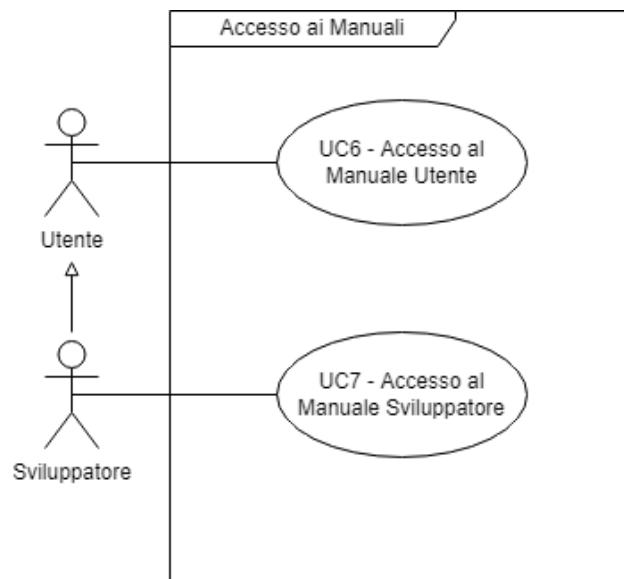 Accesso ai Manuali
UC6 - Accesso al
Manuale Utente
Utente
UC7 - Accesso al
Manuale Sviluppatore
Sviluppatore